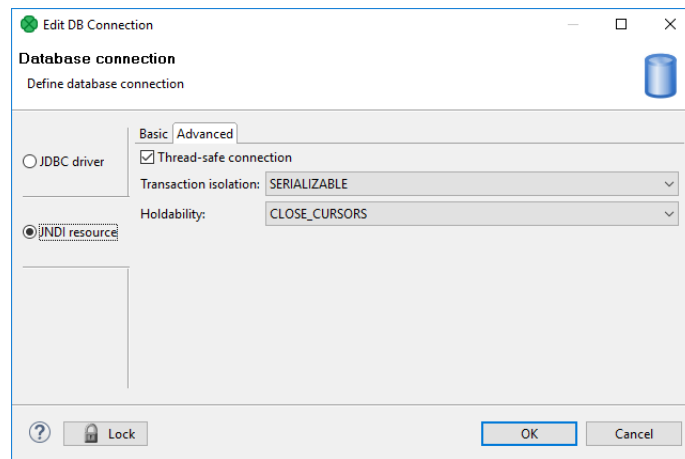 Edit DB Connection
Database connection
Define database connection
Basic Advanced
JDBC driver
Thread-safe connection
Transaction isolation: SERIALIZABLE
Holdability: CLOSE_CURSORS
JNDI resource
? Lock OK Cancel